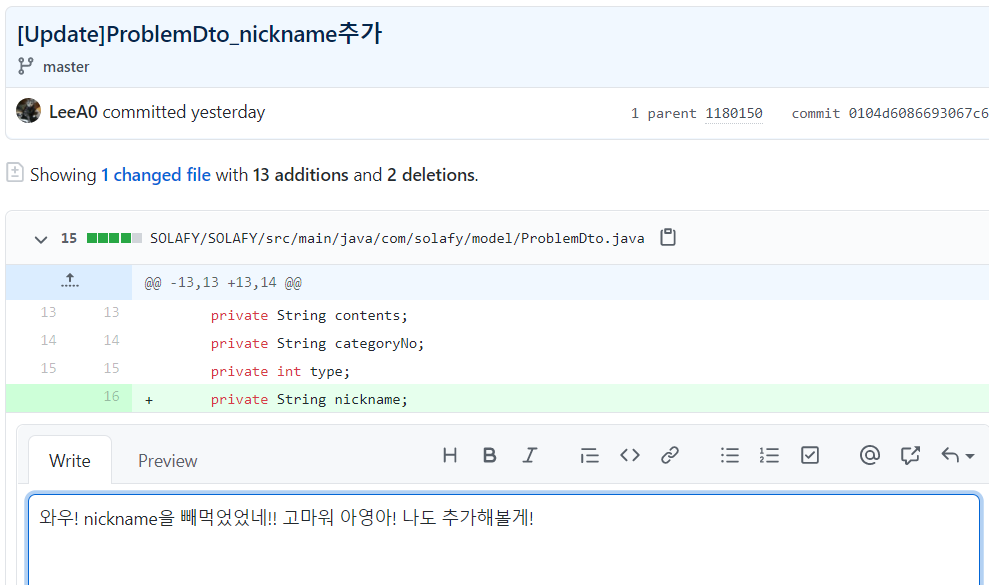 [Update]ProblemDto_nickname추가
master
LeeA0 committed yesterday 1 parent 1180150 commit 0104d6086693067c6
Showing 1 changed file with 13 additions and 2 deletions.
15 SOLAFY/SOLAFY/src/main/java/com/solafy/model/ProblemDto.java
@@ -13,13 +13,14 @@
13 13 private String contents;
14 14 private String categoryNo;
15 15 private int type;
16 + private String nickname;
Write Preview
와우! nickname을 빼먹었었네!! 고마워 아영아! 나도 추가해볼게!